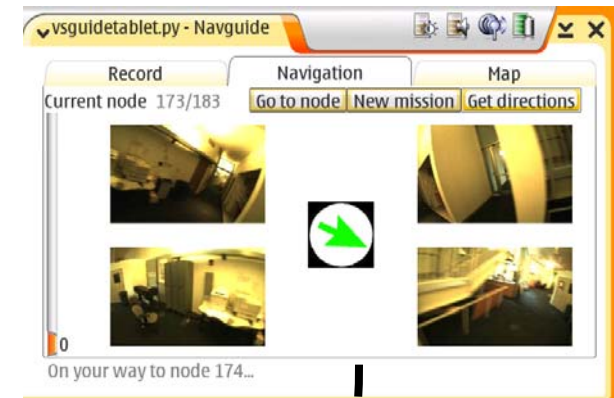 vsguidetablet.py - Navguide
Record Navigation Map
Current node 173/183 Go to node New mission Get directions
0
On your way to node 174...